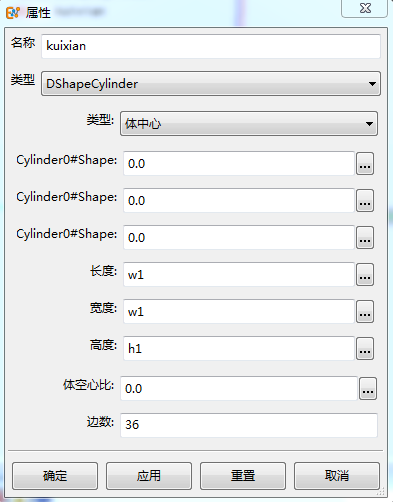 属性
名称 kuixian
类型 DShapeCylinder
类型: 体中心
Cylinder0#Shape: 0.0 ...
Cylinder0#Shape: 0.0 ...
Cylinder0#Shape: 0.0 ...
长度: w1 ...
宽度: w1 ...
高度: h1 ...
体空心比: 0.0 ...
边数: 36
确定 应用 重置 取消